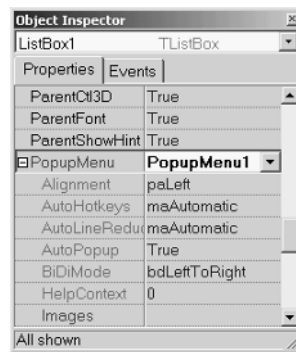 Object Inspector
ListBox1 TListBox
Properties Events
ParentCtl3D True
ParentFont True
ParentShowHint True
PopupMenu PopupMenu1
Alignment paLeft
AutoHotkeys maAutomatic
AutoLineReduc maAutomatic
AutoPopup True
BiDiMode bdLeftToRight
HelpContext 0
Images
All shown